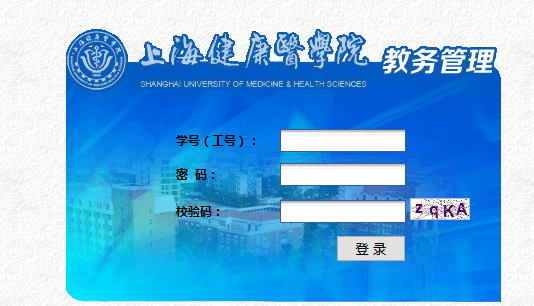 上海健康醫學院 教务管理
SHANGHAI UNIVERSITY OF MEDICINE & HEALTH SCIENCES
学号（工号）：
密 码：
校验码： zqKA
登 录